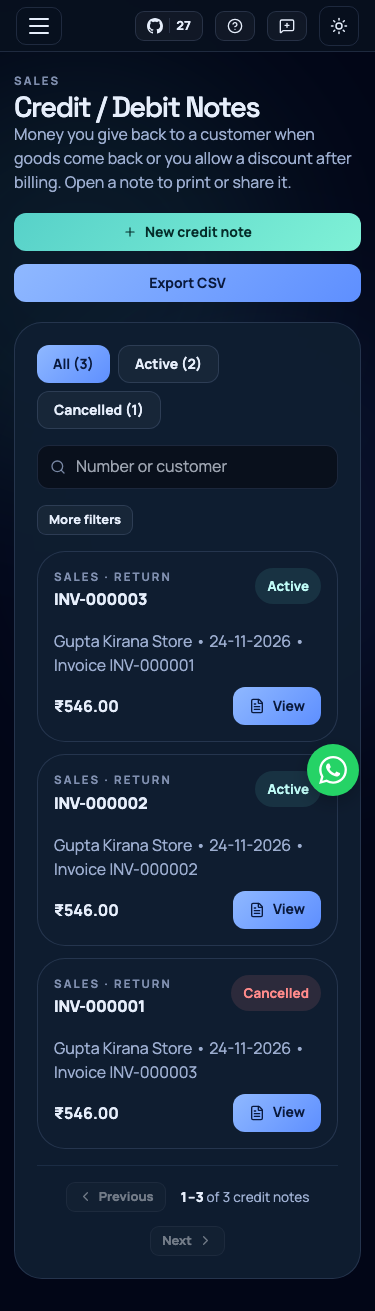 27
SALES
Credit / Debit Notes
Money you give back to a customer when
goods come back or you allow a discount after
billing. Open a note to print or share it.
+ New credit note
Export CSV
All (3)
Active (2)
Cancelled (1)
Number or customer
More filters
SALES · RETURN
Active
INV-000003
Gupta Kirana Store • 24-11-2026 •
Invoice INV-000001
₹546.00
View
SALES · RETURN
Active
INV-000002
Gupta Kirana Store • 24-11-2026 •
Invoice INV-000002
₹546.00
View
SALES · RETURN
Cancelled
INV-000001
Gupta Kirana Store • 24-11-2026 •
Invoice INV-000003
₹546.00
View
Previous
1–3 of 3 credit notes
Next